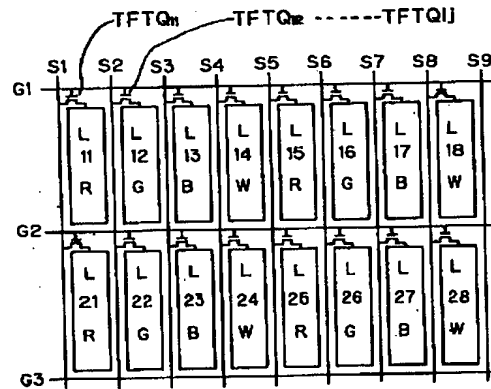 TFTQ11 TFTQ12 ------ TFTQij
S1 S2 S3 S4 S5 S6 S7 S8 S9
G1
L L L L L L L L
11 12 13 14 15 16 17 18
R G B W R G B W
G2
L L L L L L L L
21 22 23 24 25 26 27 28
R G B W R G B W
G3